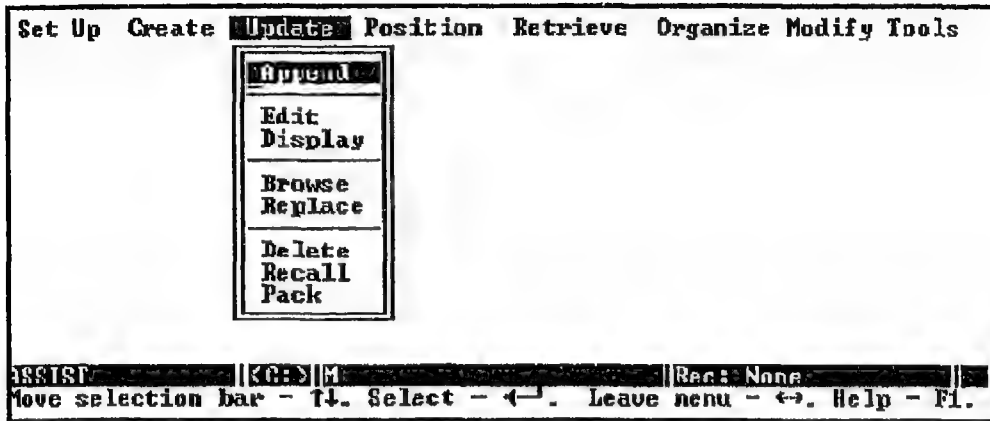 Set Up Create Update Position Retrieve Organize Modify Tools
Append
Edit
Display
Browse
Replace
Delete
Recall
Pack
ASSIST <C:> M Rec: None
Move selection bar - ↑↓. Select - ◄─┘. Leave menu - ↔. Help - F1.